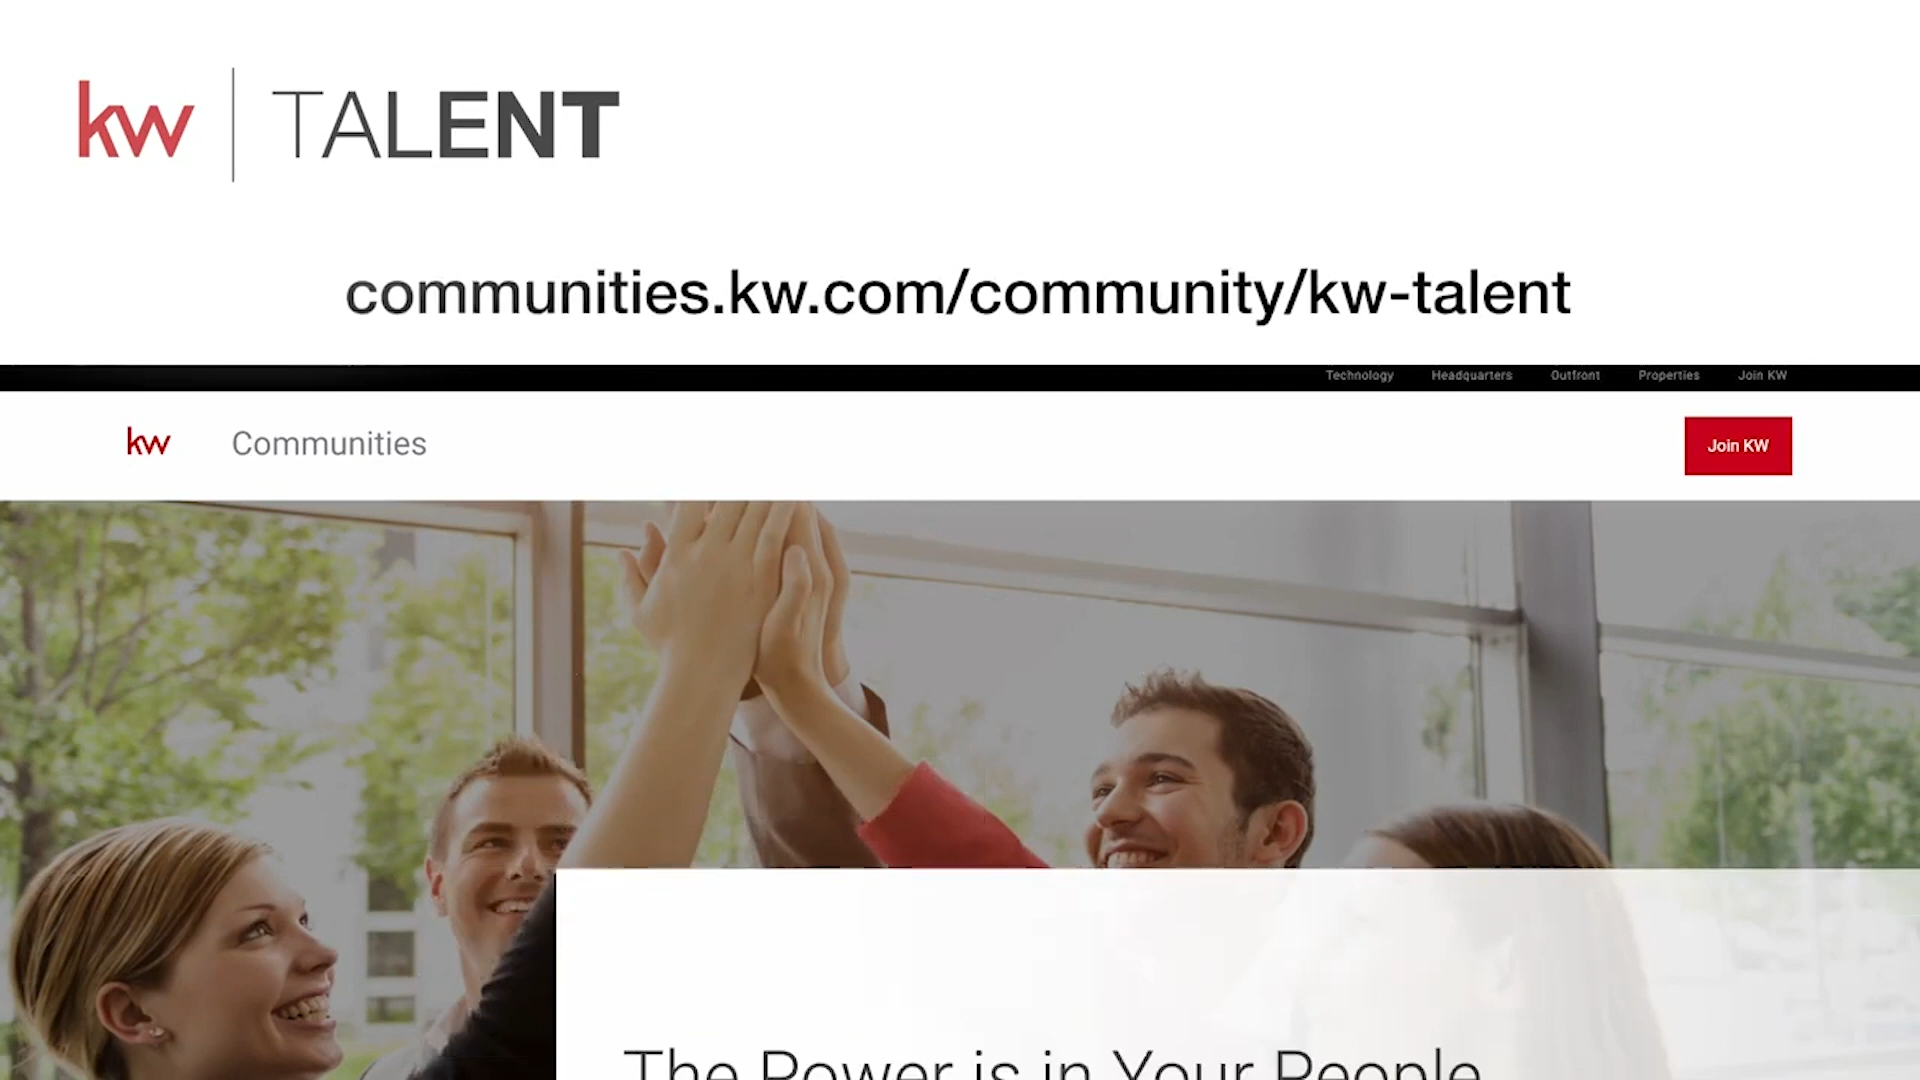 kw TALENT
communities.kw.com/community/kw-talent
Technology Headquarters Outfront Properties Join KW
kw Communities Join KW
The Power is in Your People